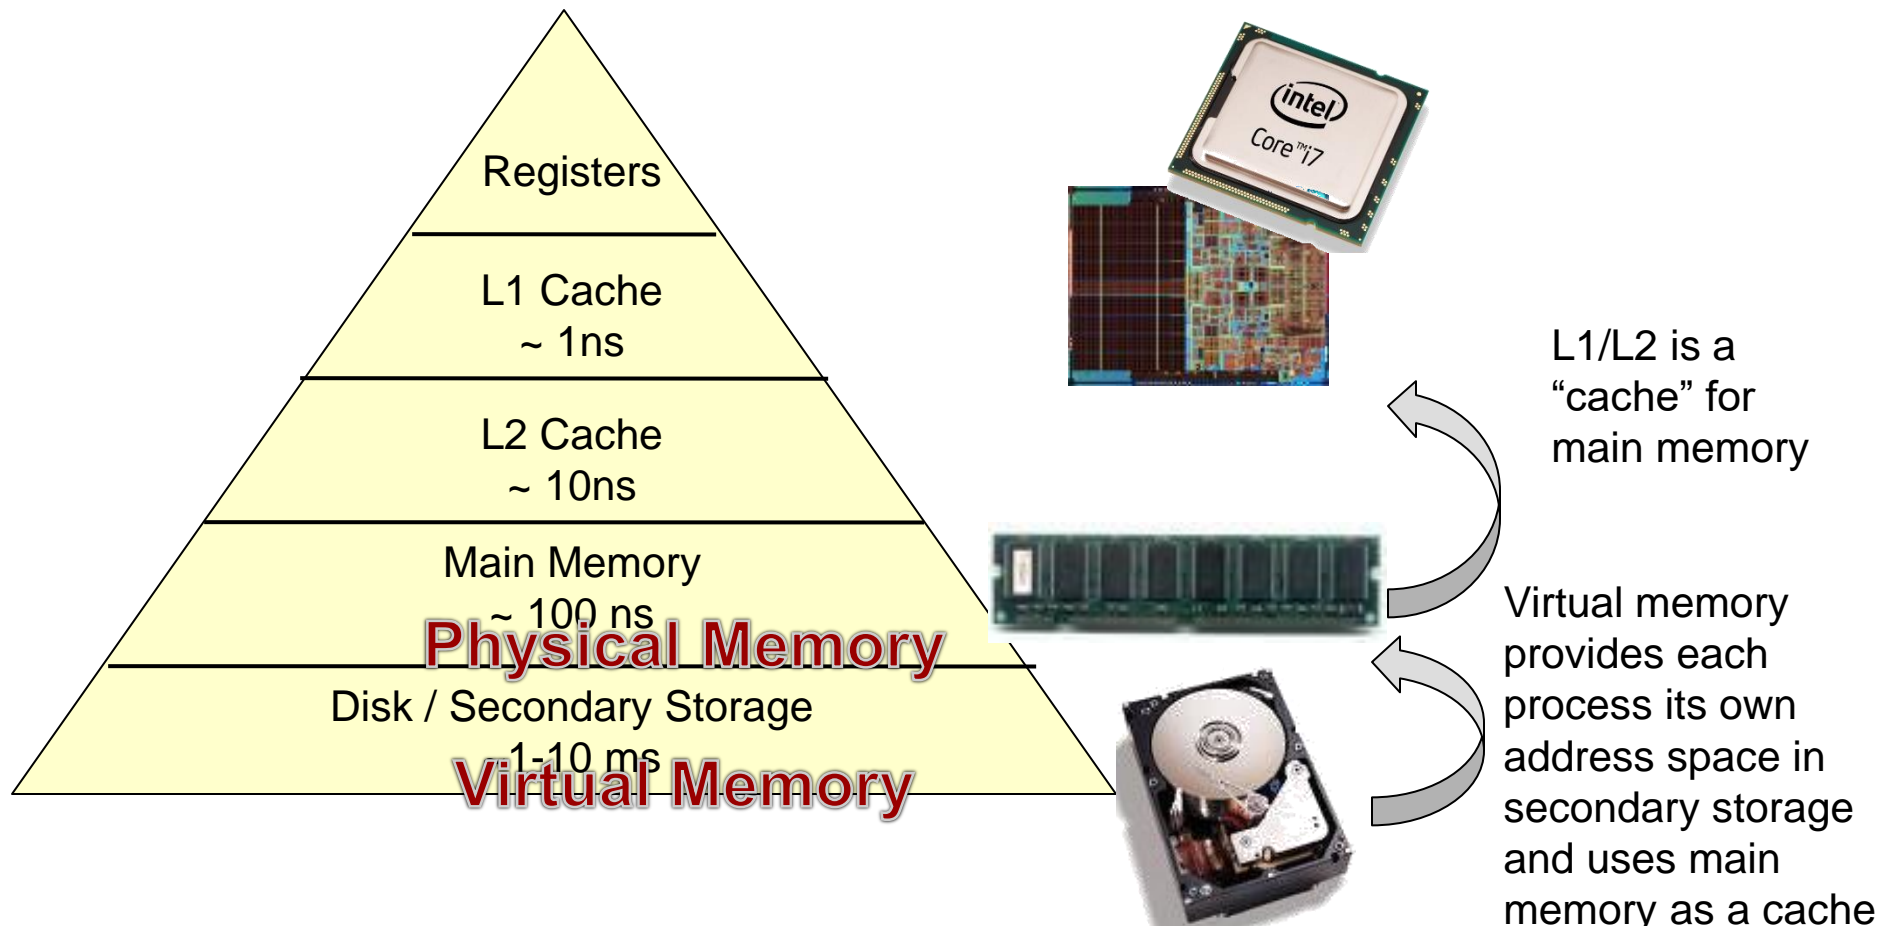 Registers
L1 Cache
~ 1ns
L2 Cache
~ 10ns
Main Memory
~ 100 ns
Physical Memory
Disk / Secondary Storage
~1-10 ms
Virtual Memory
intel
Core ™i7
L1/L2 is a
“cache” for
main memory
Virtual memory
provides each
process its own
address space in
secondary storage
and uses main
memory as a cache